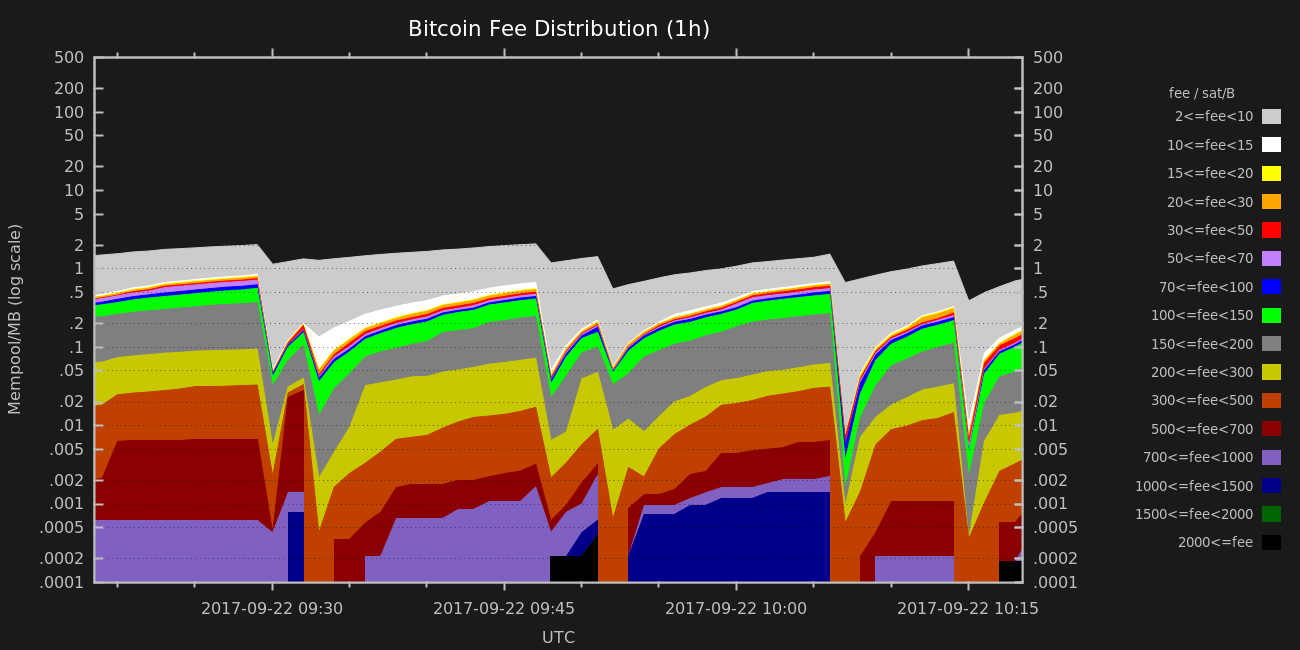 Bitcoin Fee Distribution (1h)
Mempool/MB (log scale)
500
200
100
50
20
10
5
2
1
.5
.2
.1
.05
.02
.01
.005
.002
.001
.0005
.0002
.0001
500
200
100
50
20
10
5
2
1
.5
.2
.1
.05
.02
.01
.005
.002
.001
.0005
.0002
.0001
2017-09-22 09:30
2017-09-22 09:45
2017-09-22 10:00
2017-09-22 10:15
UTC
fee / sat/B
2<=fee<10
10<=fee<15
15<=fee<20
20<=fee<30
30<=fee<50
50<=fee<70
70<=fee<100
100<=fee<150
150<=fee<200
200<=fee<300
300<=fee<500
500<=fee<700
700<=fee<1000
1000<=fee<1500
1500<=fee<2000
2000<=fee